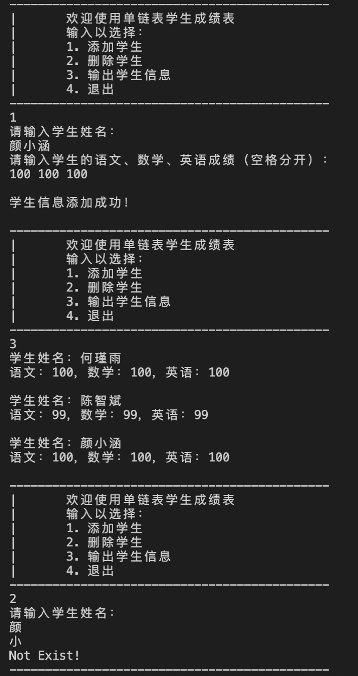 ---------------------------------------------
|      欢迎使用单链表学生成绩表
|      输入以选择：
|      1. 添加学生
|      2. 删除学生
|      3. 输出学生信息
|      4. 退出
---------------------------------------------
1
请输入学生姓名：
颜小涵
请输入学生的语文、数学、英语成绩（空格分开）：
100 100 100
学生信息添加成功！
---------------------------------------------
|      欢迎使用单链表学生成绩表
|      输入以选择：
|      1. 添加学生
|      2. 删除学生
|      3. 输出学生信息
|      4. 退出
---------------------------------------------
3
学生姓名：何瑾雨
语文：100, 数学：100, 英语：100
学生姓名：陈智斌
语文：99, 数学：99, 英语：99
学生姓名：颜小涵
语文：100, 数学：100, 英语：100
---------------------------------------------
|      欢迎使用单链表学生成绩表
|      输入以选择：
|      1. 添加学生
|      2. 删除学生
|      3. 输出学生信息
|      4. 退出
---------------------------------------------
2
请输入学生姓名：
颜
小
Not Exist!
---------------------------------------------